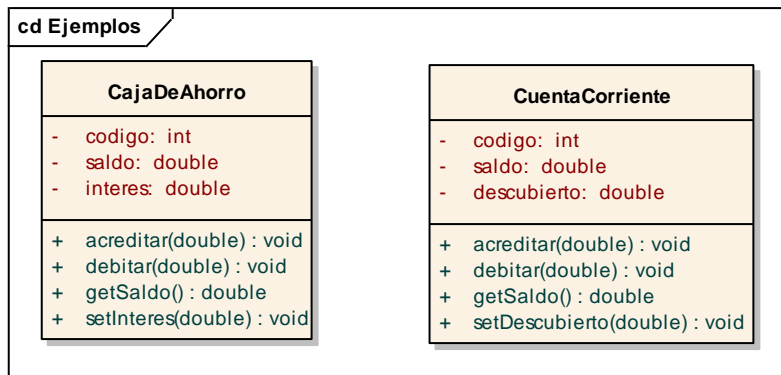 cd Ejemplos
CajaDeAhorro
- codigo: int
- saldo: double
- interes: double
+ acreditar(double) : void
+ debitar(double) : void
+ getSaldo() : double
+ setInteres(double) : void
CuentaCorriente
- codigo: int
- saldo: double
- descubierto: double
+ acreditar(double) : void
+ debitar(double) : void
+ getSaldo() : double
+ setDescubierto(double) : void